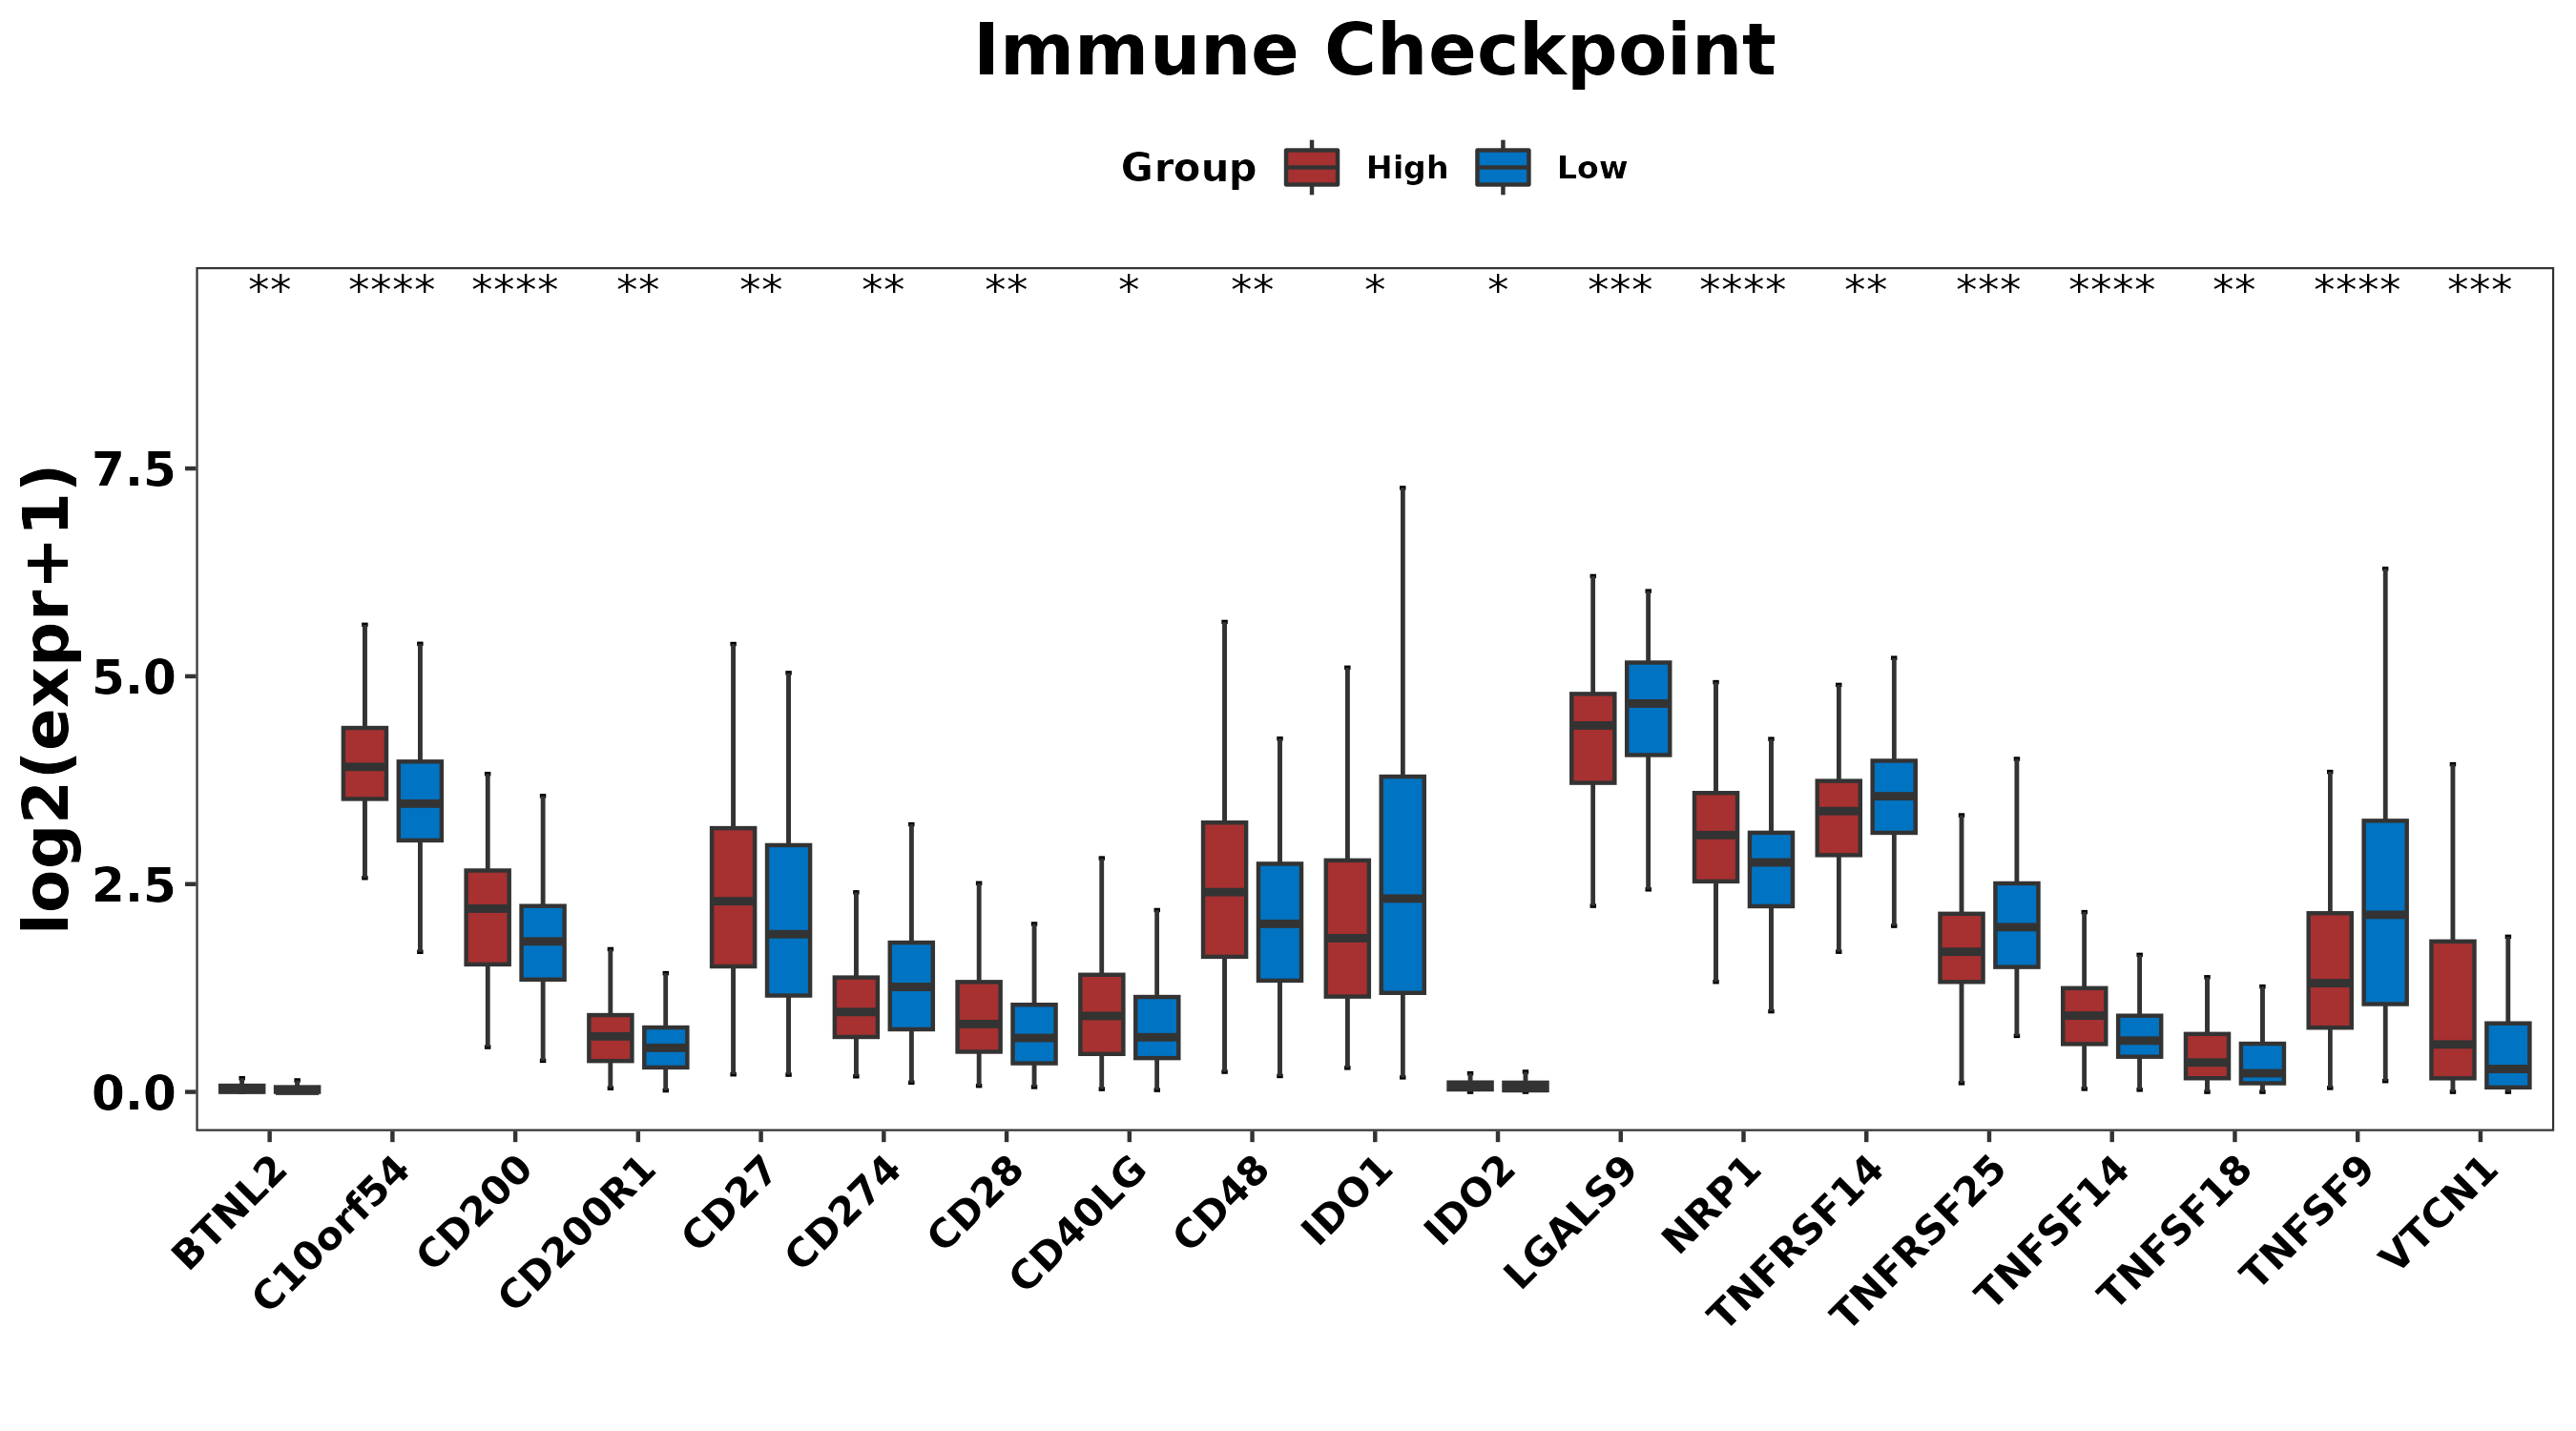 Immune Checkpoint
Group High Low
** **** **** ** ** ** ** * ** * * *** **** ** *** **** ** **** ***
log2(expr+1)
7.5
5.0
2.5
0.0
BTNL2
C10orf54
CD200
CD200R1
CD27
CD274
CD28
CD40LG
CD48
IDO1
IDO2
LGALS9
NRP1
TNFRSF14
TNFRSF25
TNFSF14
TNFSF18
TNFSF9
VTCN1